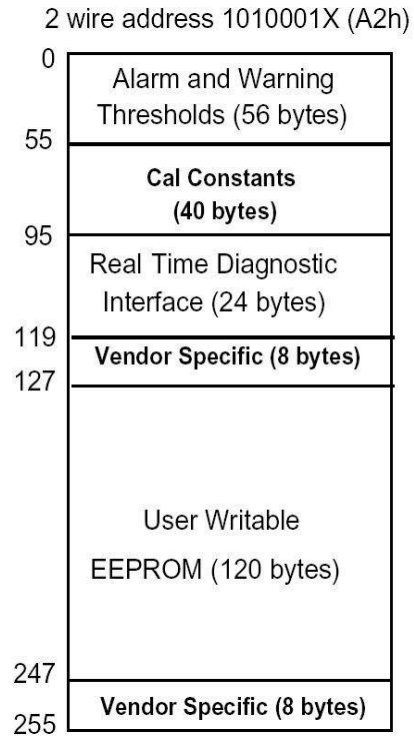 2 wire address 1010001X (A2h)
0
Alarm and Warning
Thresholds (56 bytes)
55
Cal Constants
(40 bytes)
95
Real Time Diagnostic
Interface (24 bytes)
119
Vendor Specific (8 bytes)
127
User Writable
EEPROM (120 bytes)
247
Vendor Specific (8 bytes)
255